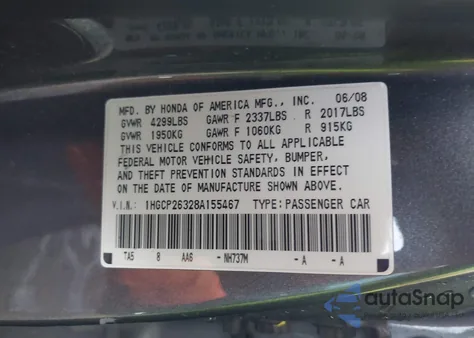 MFD. BY HONDA OF AMERICA MFG., INC. 06/08
GVWR 4299LBS GAWR F 2337LBS R 2017LBS
GVWR 1950KG GAWR F 1060KG R 915KG
THIS VEHICLE CONFORMS TO ALL APPLICABLE
FEDERAL MOTOR VEHICLE SAFETY, BUMPER,
AND THEFT PREVENTION STANDARDS IN EFFECT
ON THE DATE OF MANUFACTURE SHOWN ABOVE.
V.I.N.: 1HGCP26328A155467 TYPE: PASSENGER CAR
TA5 8 AA6 - NH737M - A - A
autoSnap